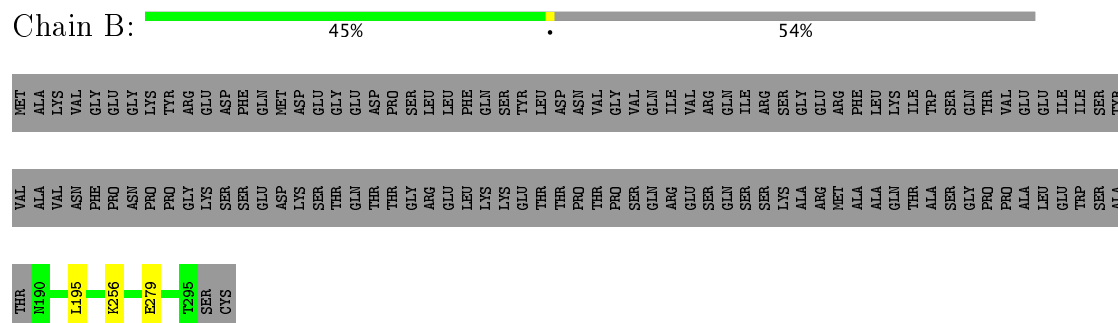 Chain B:
45% • 54%
MET ALA LYS VAL GLY GLU GLY LYS TYR ARG GLU ASP PHE GLN MET ASP GLU GLY GLU ASP PRO SER LEU LEU PHE GLN SER TYR LEU ASP ASN VAL GLY VAL GLN ILE VAL ARG GLN ILE ARG SER GLY GLU ARG PHE LEU LYS ILE TRP SER GLN THR VAL GLU GLU ILE ILE SER TRP
VAL ALA VAL ASN PHE PRO ASN PRO PRO GLY LYS SER SER GLU ASP LYS SER THR GLN THR THR GLY ARG GLU LEU LYS LYS GLU THR THR PRO THR PRO SER GLN ARG GLU SER GLN SER SER LYS ALA ARG MET ALA ALA GLN THR ALA SER GLY PRO PRO ALA LEU GLU TRP SER ALA
THR N190 L195 K256 E279 T295 SER CYS